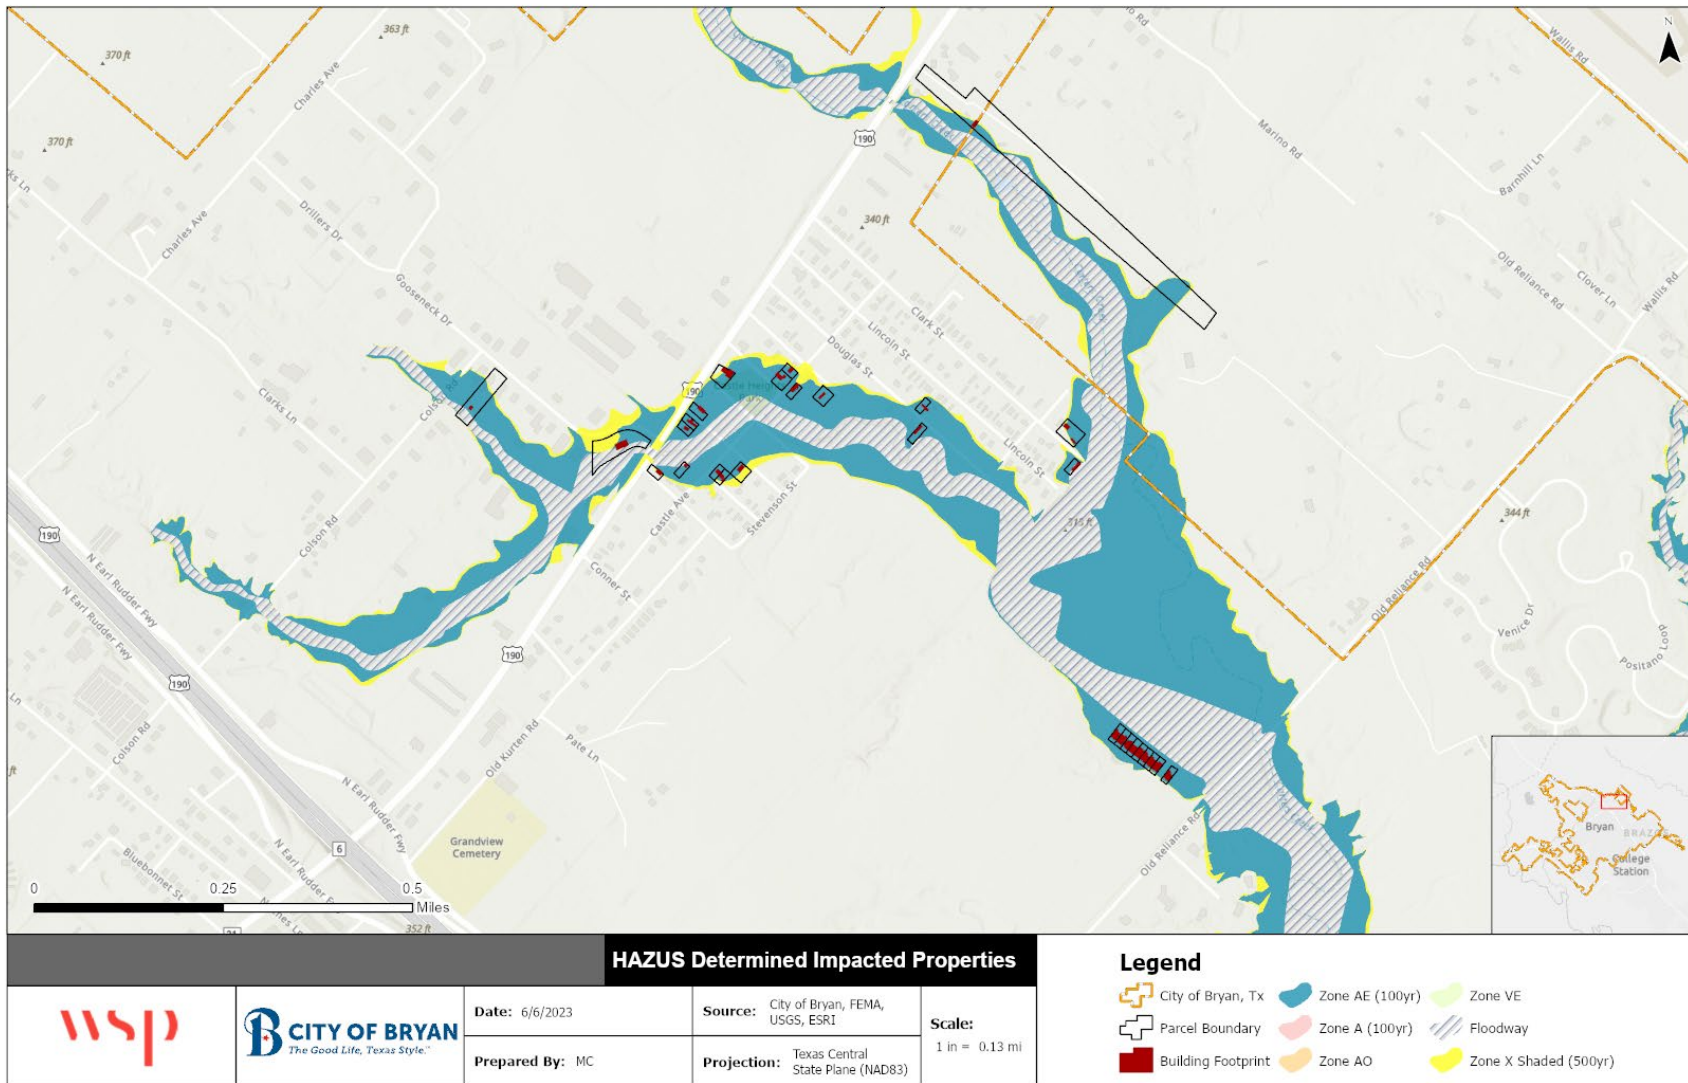 363 ft
370 ft
Charles Ave
370 ft
Charles Ave
Drillers Dr
Gooseneck Dr
Clarks Ln
Colson Rd
190
N
Wallis Rd
Marino Rd
Barnhill Ln
340 ft
Old Reliance Rd
Clover Ln
Wallis Rd
Clark St
Lincoln St
Douglas St
190
Lincoln St
Castle Ave
Stevenson St
Conner St
315 ft
344 ft
Old Reliance Rd
Venice Dr
Positano Loop
190
N Earl Rudder Fwy
N Earl Rudder Fwy
Colson Rd
190
190
Colson Rd
Old Kurten Rd
Pate Ln
N Earl Rudder Fwy
Grandview
Cemetery
6
Bluebonnet St
N Earl Rudder Fwy
352 ft
Old Reliance Rd
Bryan
College
Station
0 0.25 0.5
Miles
HAZUS Determined Impacted Properties
wsp
B CITY OF BRYAN
The Good Life, Texas Style.™
Date: 6/6/2023
Prepared By: MC
Source: City of Bryan, FEMA,
USGS, ESRI
Projection: Texas Central
State Plane (NAD83)
Scale:
1 in = 0.13 mi
Legend
City of Bryan, Tx
Parcel Boundary
Building Footprint
Zone AE (100yr)
Zone A (100yr)
Zone AO
Zone VE
Floodway
Zone X Shaded (500yr)